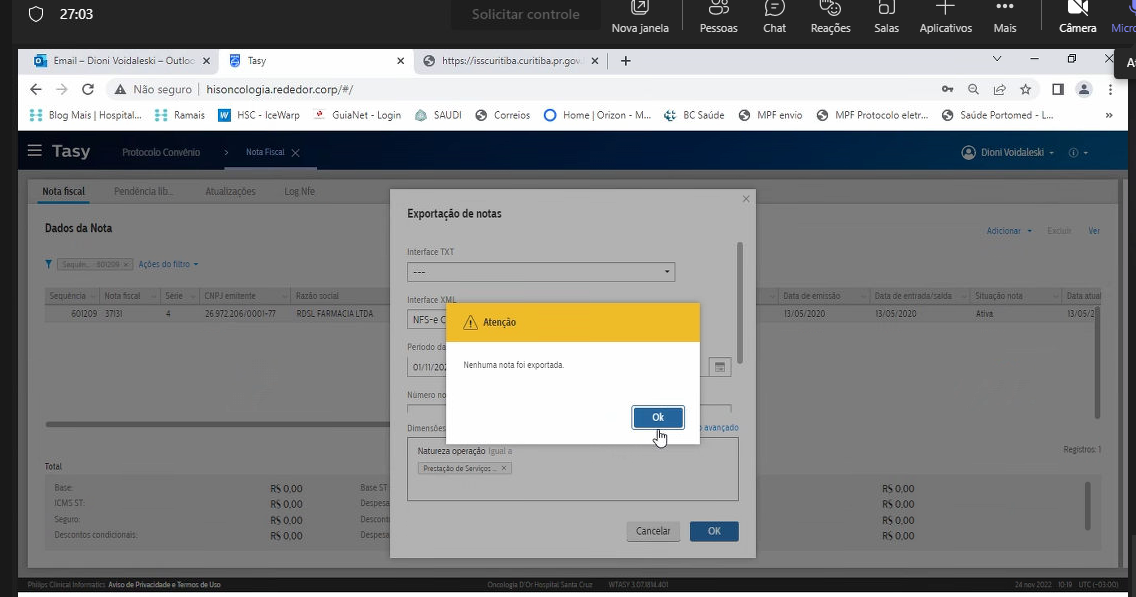 27:03
Solicitar controle
Nova janela
Pessoas
Chat
Reações
Salas
Aplicativos
Mais
Câmera
Email – Dioni Voidaleski – Outloo
Tasy
https://isscuritiba.curitiba.pr.gov.
Não seguro
hisoncologia.rededor.corp/#/
Blog Mais | Hospital...
Ramais
HSC - IceWarp
GuiaNet - Login
SAUDI
Correios
Home | Orizon - M...
BC Saúde
MPF envio
MPF Protocolo eletr...
Saúde Portomed - L...
Tasy
Protocolo Convênio
Nota Fiscal
Dioni Voidaleski
Nota fiscal
Pendência lib...
Atualizações
Log Nfe
Exportação de notas
Dados da Nota
Adicionar
Excluir
Ver
Interface TXT
Sequên... 601209
Ações do filtro
---
Sequência
Nota fiscal
Série
CNPJ emitente
Razão social
Interface XML
Data de emissão
Data de entrada/saída
Situação nota
Data atual
601209
37131
4
26.972.206/0001-77
RDSL FARMACIA LTDA
NFS-e C
Atenção
13/05/2020
13/05/2020
Ativa
13/05/2
Período da
01/11/202
Nenhuma nota foi exportada.
Número no
Ok
Dimensões
o avançado
Natureza operação Igual a
Prestação de Serviços ...
Registros: 1
Total
Base:
R$ 0,00
Base ST:
R$ 0,00
ICMS ST:
R$ 0,00
Despesa
R$ 0,00
Seguro:
R$ 0,00
Descont
R$ 0,00
Descontos condicionais:
R$ 0,00
Despesa
R$ 0,00
Cancelar
OK
Philips Clinical Informatics Aviso de Privacidade e Termos de Uso
Oncologia D'Or Hospital Santa Cruz
WTASY 3.07.1814.401
24 nov 2022 10:19 UTC (-03:00)